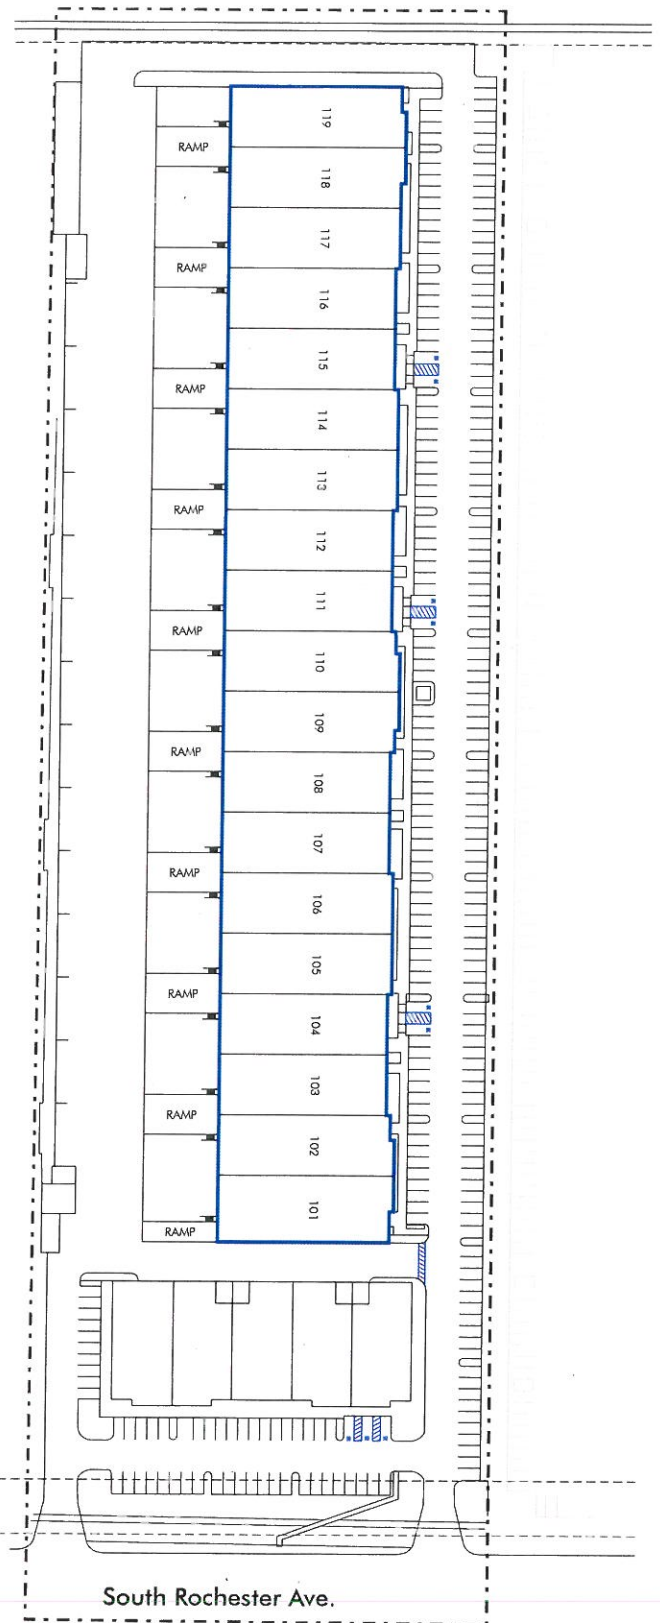 119
RAMP
118
117
RAMP
116
115
RAMP
114
113
RAMP
112
111
RAMP
110
109
RAMP
108
107
RAMP
106
105
RAMP
104
103
RAMP
102
101
RAMP
South Rochester Ave.